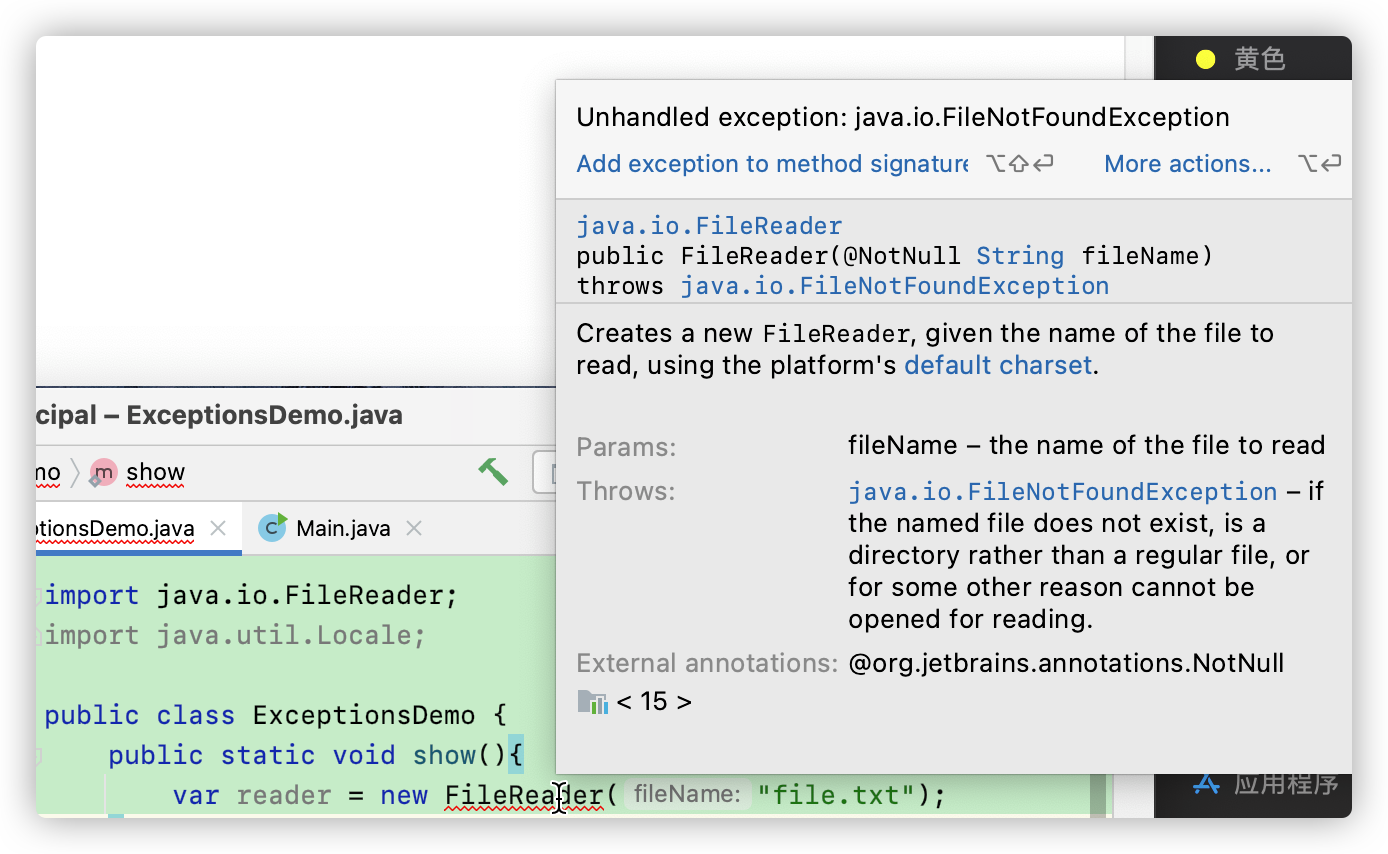 黄色
Unhandled exception: java.io.FileNotFoundException
Add exception to method signature ⌥⇧⏎ More actions... ⌥⏎
java.io.FileReader
public FileReader(@NotNull String fileName)
throws java.io.FileNotFoundException
Creates a new FileReader, given the name of the file to
read, using the platform's default charset.
Params: fileName – the name of the file to read
Throws: java.io.FileNotFoundException – if
the named file does not exist, is a
directory rather than a regular file, or
for some other reason cannot be
opened for reading.
External annotations: @org.jetbrains.annotations.NotNull
< 15 >
cipal – ExceptionsDemo.java
mo m show
ptionsDemo.java × C Main.java ×
import java.io.FileReader;
import java.util.Locale;
public class ExceptionsDemo {
public static void show(){
var reader = new FileReader( fileName: "file.txt");
应用程序